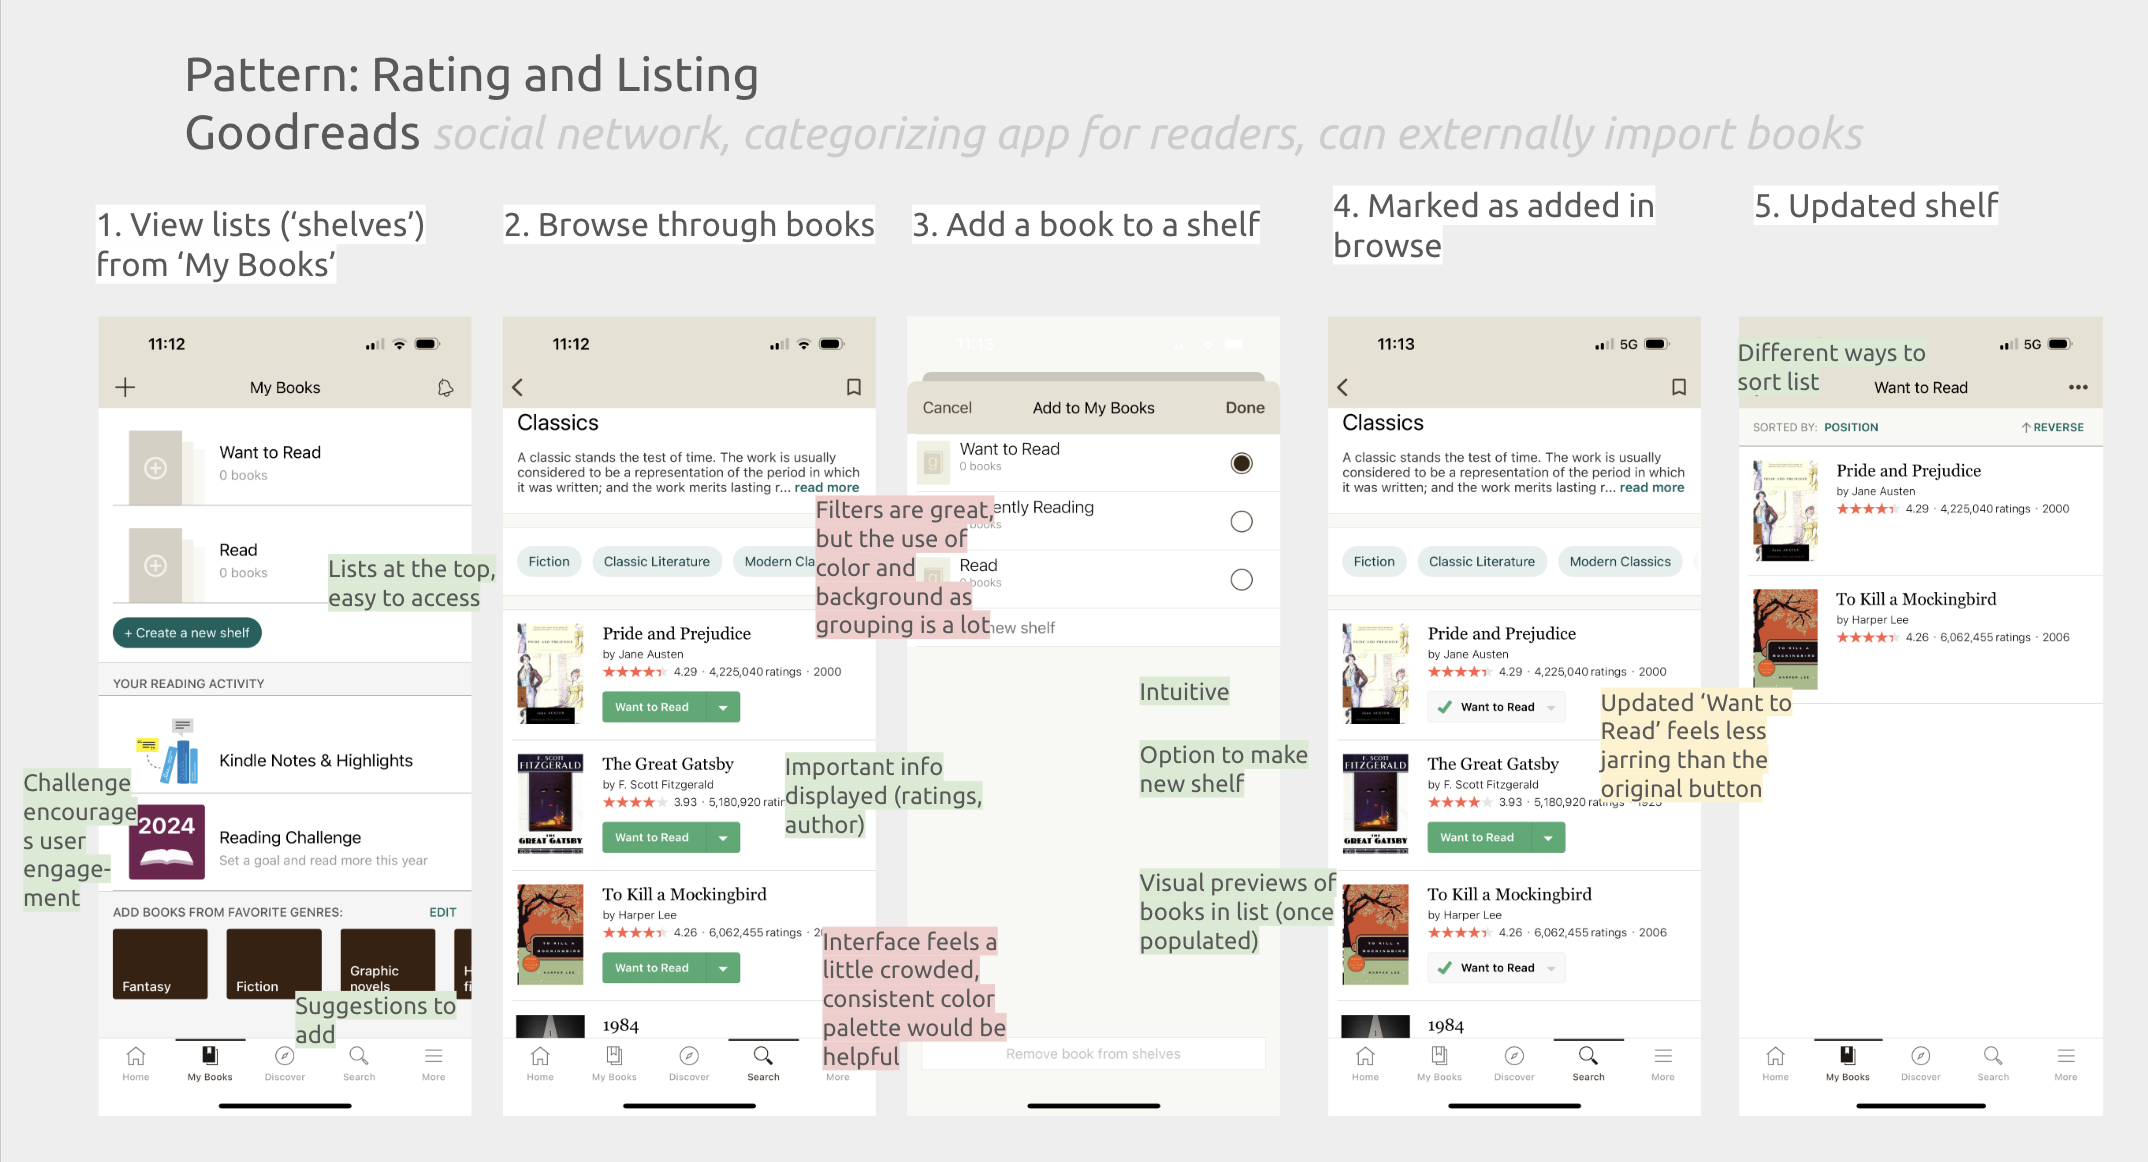 Pattern: Rating and Listing
Goodreads social network, categorizing app for readers, can externally import books
1. View lists (‘shelves’)
from ‘My Books’
11:12
My Books
Want to Read
0 books
Read
0 books
Lists at the top,
easy to access
+ Create a new shelf
YOUR READING ACTIVITY
Kindle Notes & Highlights
Challenge
encourage
s user
engage-
ment
2024
Reading Challenge
Set a goal and read more this year
ADD BOOKS FROM FAVORITE GENRES: EDIT
Fantasy
Fiction
Graphic
novels
Suggestions to
add
Home
My Books
Discover
Search
More
2. Browse through books
11:12
Classics
A classic stands the test of time. The work is usually
considered to be a representation of the period in which
it was written; and the work merits lasting r... read more
Filters are great,
but the use of
color and
background as
grouping is a lot
Fiction
Classic Literature
Modern Cla
Pride and Prejudice
by Jane Austen
4.29 · 4,225,040 ratings · 2000
Want to Read
The Great Gatsby
by F. Scott Fitzgerald
3.93 · 5,180,920 ratin
Want to Read
Important info
displayed (ratings,
author)
F. SCOTT
FITZGERALD
THE
GREAT GATSBY
To Kill a Mockingbird
by Harper Lee
4.26 · 6,062,455 ratings · 2
Want to Read
Interface feels a
little crowded,
consistent color
palette would be
helpful
1984
Home
My Books
Discover
Search
More
3. Add a book to a shelf
11:13
Cancel
Add to My Books
Done
Want to Read
0 books
ently Reading
books
Read
0 books
new shelf
Intuitive
Option to make
new shelf
Visual previews of
books in list (once
populated)
Remove book from shelves
4. Marked as added in
browse
11:13
5G
Classics
A classic stands the test of time. The work is usually
considered to be a representation of the period in which
it was written; and the work merits lasting r... read more
Fiction
Classic Literature
Modern Classics
Pride and Prejudice
by Jane Austen
4.29 · 4,225,040 ratings · 2000
Want to Read
Updated ‘Want to
Read’ feels less
jarring than the
original button
The Great Gatsby
by F. Scott Fitzgerald
3.93 · 5,180,920 ratings · 1925
Want to Read
F. SCOTT
FITZGERALD
THE
GREAT GATSBY
To Kill a Mockingbird
by Harper Lee
4.26 · 6,062,455 ratings · 2006
Want to Read
1984
Home
My Books
Discover
Search
More
5. Updated shelf
Different ways to
sort list
5G
Want to Read
SORTED BY: POSITION
↑ REVERSE
Pride and Prejudice
by Jane Austen
4.29 · 4,225,040 ratings · 2000
To Kill a Mockingbird
by Harper Lee
4.26 · 6,062,455 ratings · 2006
Home
My Books
Discover
Search
More